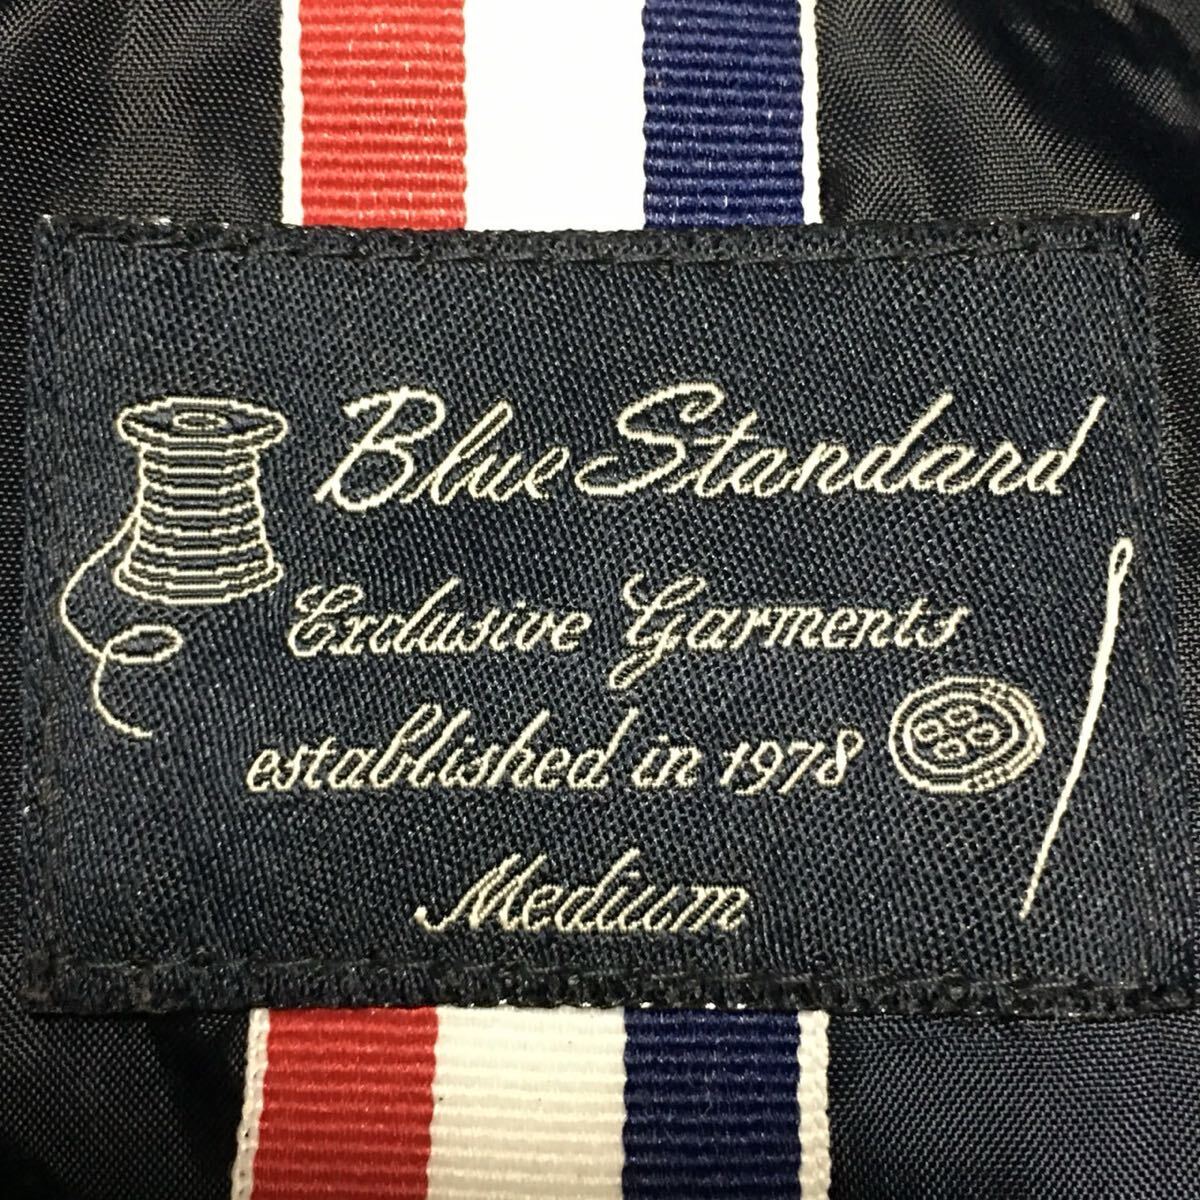 Blue Standard
Exclusive Garments
established in 1978
Medium